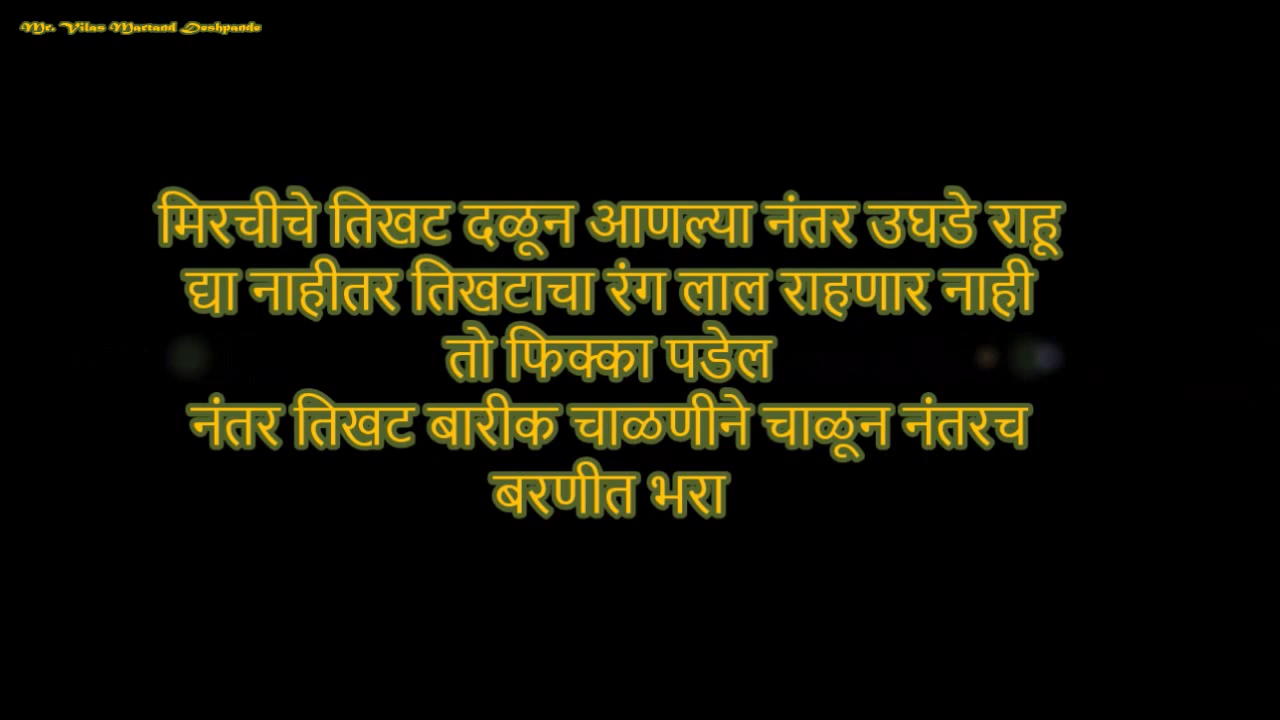 Mr. Vilas Martand Deshpande
मिरचीचे तिखट दळून आणल्या नंतर उघडे राहू
द्या नाहीतर तिखटाचा रंग लाल राहणार नाही
तो फिक्का पडेल
नंतर तिखट बारीक चाळणीने चाळून नंतरच
बरणीत भरा